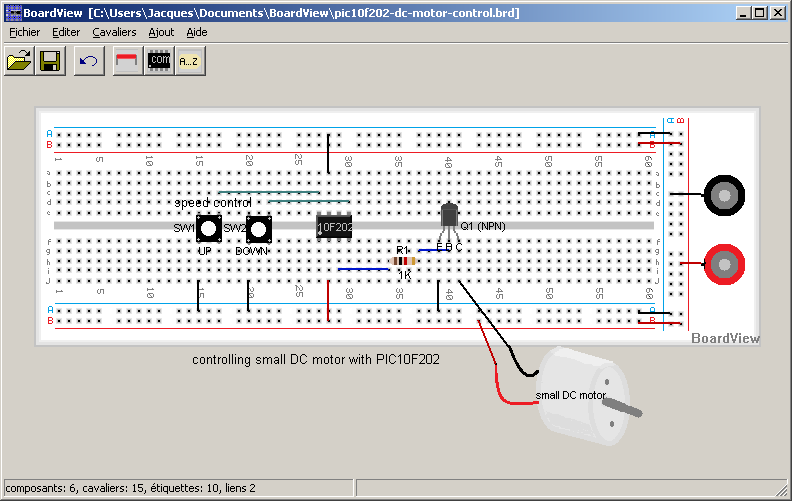 BoardView [C:\Users\Jacques\Documents\BoardView\pic10f202-dc-motor-control.brd]
Fichier Editer Cavaliers Ajout Aide
com A...Z
A B
A A
B B
1 5 10 15 20 25 30 35 40 45 50 55 60
a a
b b
c c
d d
e e
speed control
SW1 SW2 10F202 Q1 (NPN)
UP DOWN E B C
f f
g g
h h
i i
J J
R1
1K
1 5 10 15 20 25 30 35 40 45 50 55 60
A A
B B
BoardView
controlling small DC motor with PIC10F202
small DC motor
composants: 6, cavaliers: 15, étiquettes: 10, liens 2